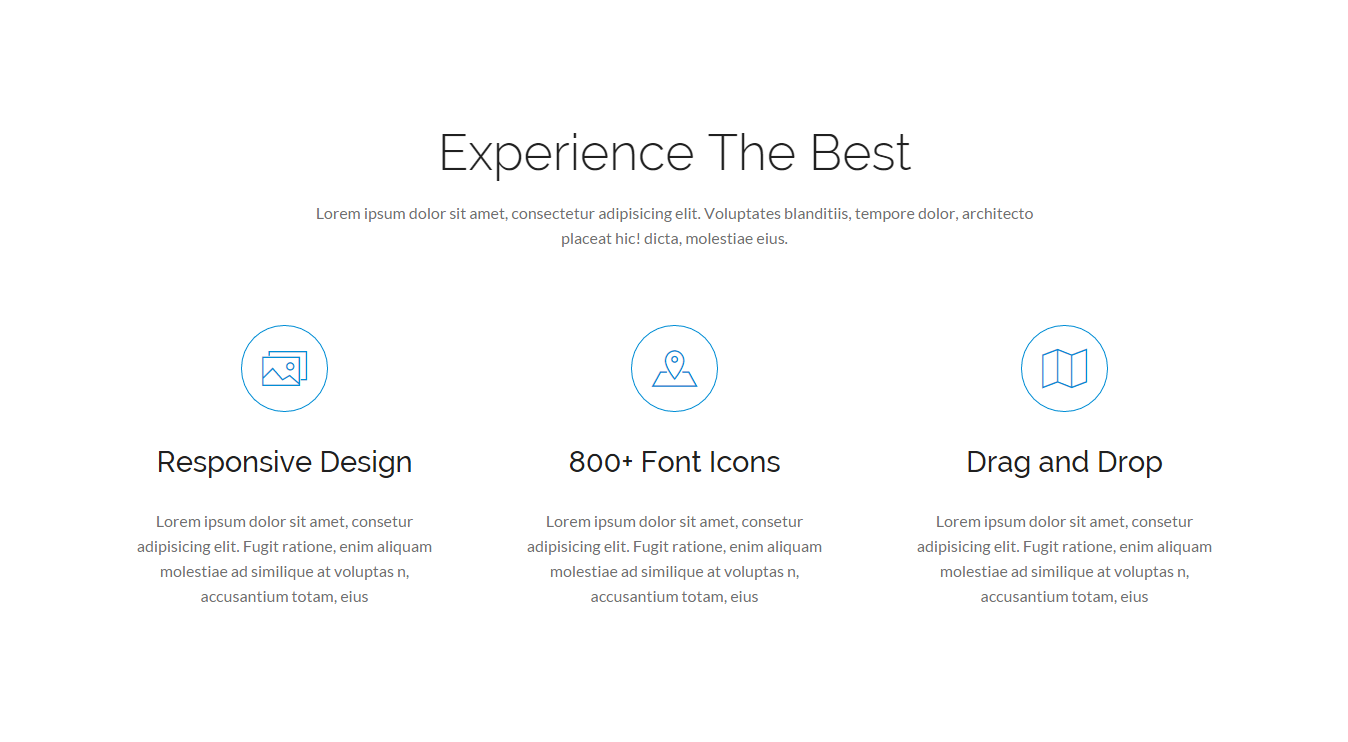 Experience The Best
Lorem ipsum dolor sit amet, consectetur adipisicing elit. Voluptates blanditiis, tempore dolor, architecto
placeat hic! dicta, molestiae eius.
Responsive Design
Lorem ipsum dolor sit amet, consetur
adipisicing elit. Fugit ratione, enim aliquam
molestiae ad similique at voluptas n,
accusantium totam, eius
800+ Font Icons
Lorem ipsum dolor sit amet, consetur
adipisicing elit. Fugit ratione, enim aliquam
molestiae ad similique at voluptas n,
accusantium totam, eius
Drag and Drop
Lorem ipsum dolor sit amet, consetur
adipisicing elit. Fugit ratione, enim aliquam
molestiae ad similique at voluptas n,
accusantium totam, eius